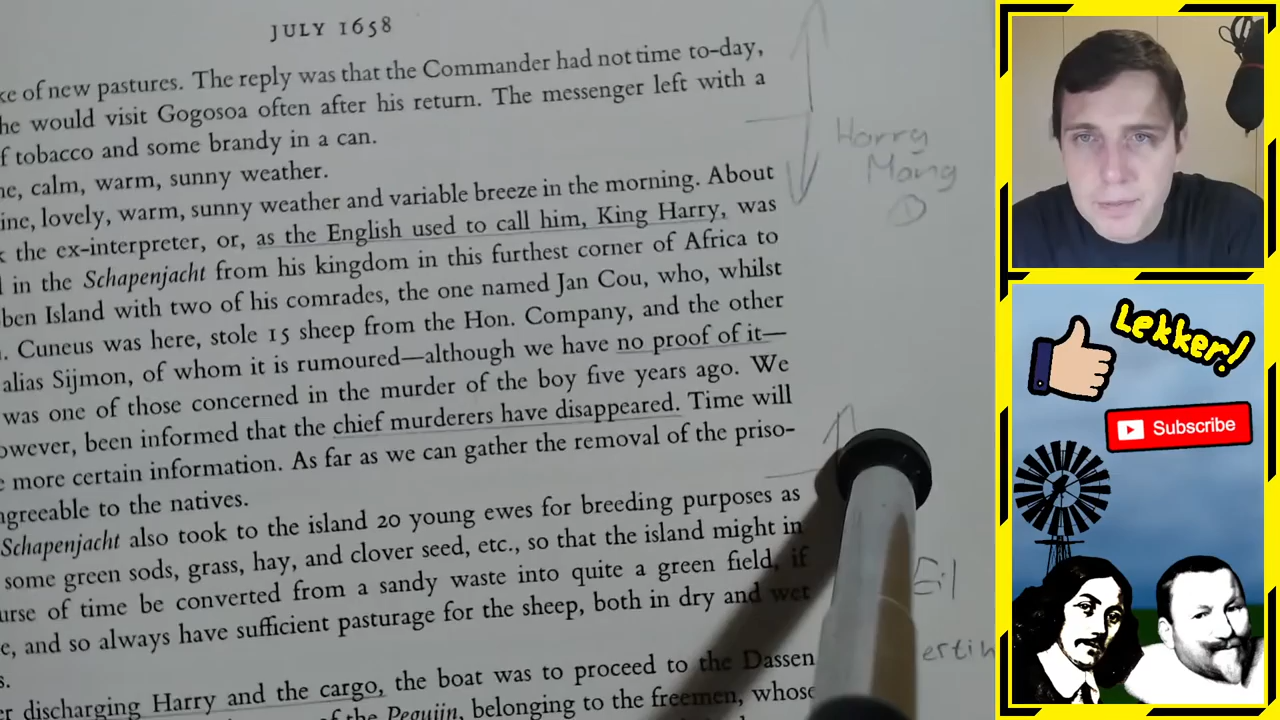 JULY 1658
ke of new pastures. The reply was that the Commander had not time to-day,
he would visit Gogosoa often after his return. The messenger left with a
f tobacco and some brandy in a can.
ne, calm, warm, sunny weather.
ine, lovely, warm, sunny weather and variable breeze in the morning. About
k the ex-interpreter, or, as the English used to call him, King Harry, was
l in the Schapenjacht from his kingdom in this furthest corner of Africa to
ben Island with two of his comrades, the one named Jan Cou, who, whilst
. Cuneus was here, stole 15 sheep from the Hon. Company, and the other
alias Sijmon, of whom it is rumoured—although we have no proof of it—
was one of those concerned in the murder of the boy five years ago. We
owever, been informed that the chief murderers have disappeared. Time will
e more certain information. As far as we can gather the removal of the priso-
agreeable to the natives.
Schapenjacht also took to the island 20 young ewes for breeding purposes as
some green sods, grass, hay, and clover seed, etc., so that the island might in
urse of time be converted from a sandy waste into quite a green field, if
e, and so always have sufficient pasturage for the sheep, both in dry and wet
s.
er discharging Harry and the cargo, the boat was to proceed to the Dassen
of the Peguijn, belonging to the freemen, whose
Harry
Mong
Eil
ertin
Lekker!
Subscribe